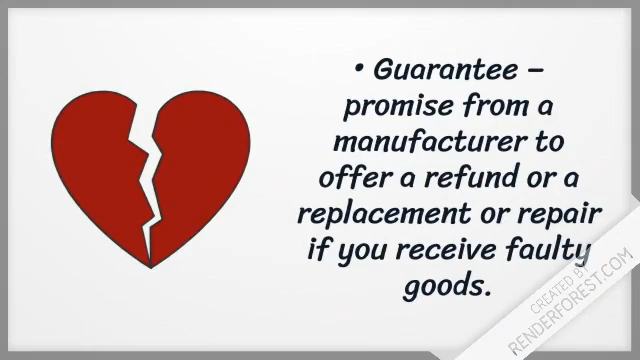 • Guarantee –
promise from a
manufacturer to
offer a refund or a
replacement or repair
if you receive faulty
goods.
CREATED BY
RENDERFOREST.COM